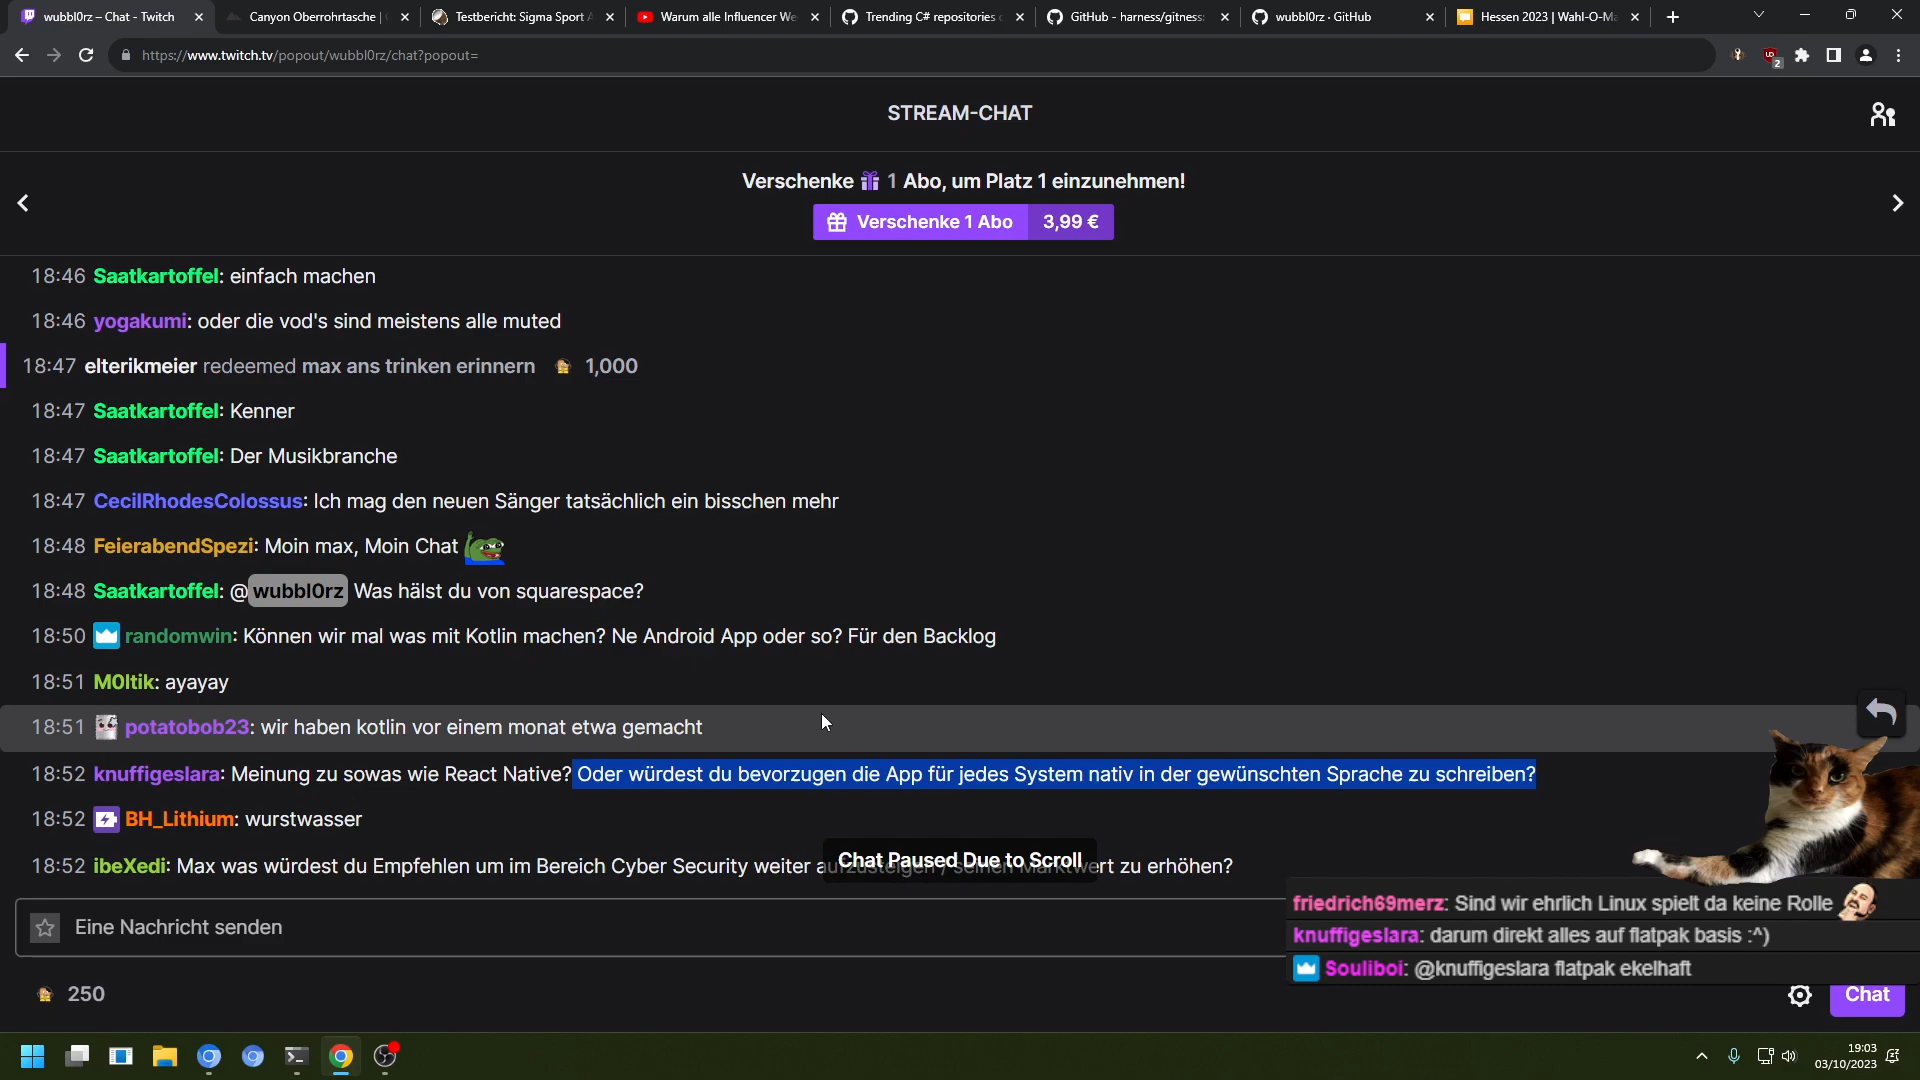 wubbl0rz – Chat - Twitch
Canyon Oberrohrtasche |
Testbericht: Sigma Sport
Warum alle Influencer We
Trending C# repositories
GitHub - harness/gitness:
wubbl0rz · GitHub
Hessen 2023 | Wahl-O-Ma
https://www.twitch.tv/popout/wubbl0rz/chat?popout=
2
STREAM-CHAT
Verschenke 1 Abo, um Platz 1 einzunehmen!
Verschenke 1 Abo 3,99 €
18:46 Saatkartoffel: einfach machen
18:46 yogakumi: oder die vod's sind meistens alle muted
18:47 elterikmeier redeemed max ans trinken erinnern 1,000
18:47 Saatkartoffel: Kenner
18:47 Saatkartoffel: Der Musikbranche
18:47 CecilRhodesColossus: Ich mag den neuen Sänger tatsächlich ein bisschen mehr
18:48 FeierabendSpezi: Moin max, Moin Chat
18:48 Saatkartoffel: @wubbl0rz Was hälst du von squarespace?
18:50 randomwin: Können wir mal was mit Kotlin machen? Ne Android App oder so? Für den Backlog
18:51 M0ltik: ayayay
18:51 potatobob23: wir haben kotlin vor einem monat etwa gemacht
18:52 knuffigeslara: Meinung zu sowas wie React Native? Oder würdest du bevorzugen die App für jedes System nativ in der gewünschten Sprache zu schreiben?
18:52 BH_Lithium: wurstwasser
18:52 ibeXedi: Max was würdest du Empfehlen um im Bereich Cyber Security weiter aufzusteigen / seinen Marktwert zu erhöhen?
Chat Paused Due to Scroll
Eine Nachricht senden
friedrich69merz: Sind wir ehrlich Linux spielt da keine Rolle
knuffigeslara: darum direkt alles auf flatpak basis :^)
Souliboi: @knuffigeslara flatpak ekelhaft
250
Chat
19:03
03/10/2023